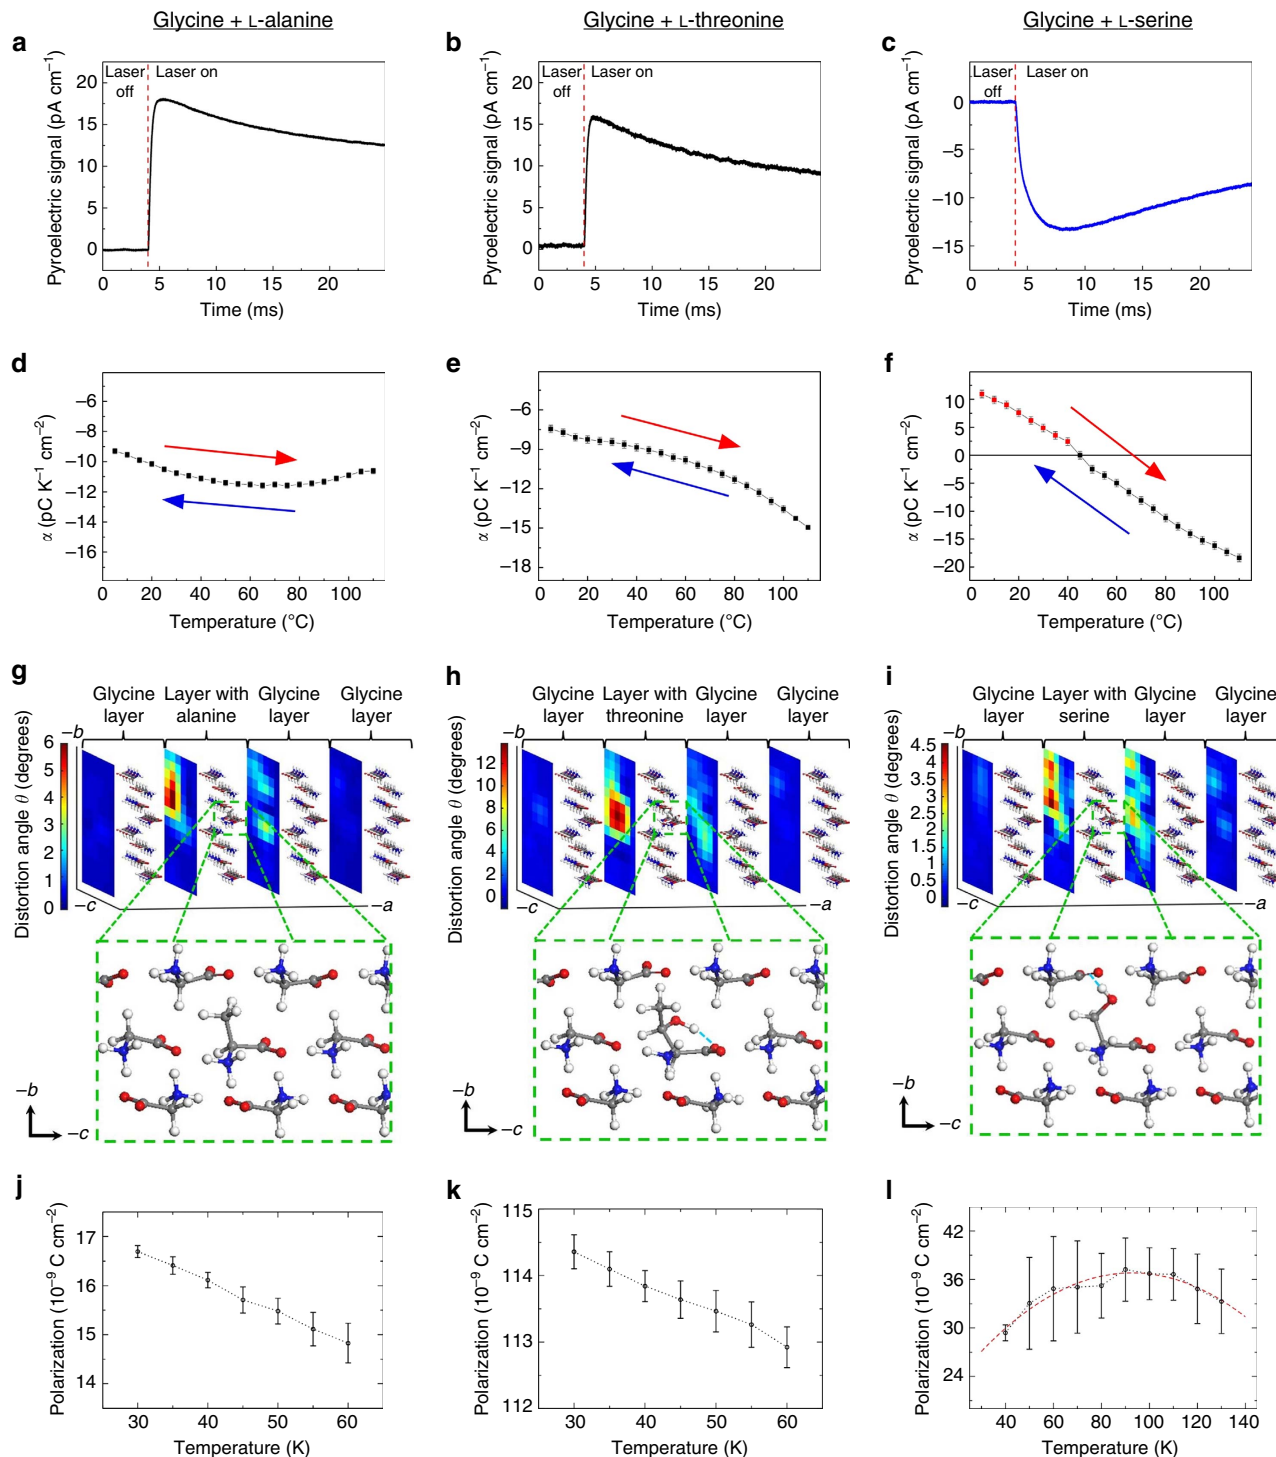 Glycine + L-alanine
Glycine + L-threonine
Glycine + L-serine
a
Pyroelectric signal (pA cm⁻¹)
Laser off
Laser on
20
15
10
5
0
0 5 10 15 20
Time (ms)
b
Pyroelectric signal (pA cm⁻¹)
Laser off
Laser on
20
15
10
5
0
0 5 10 15 20
Time (ms)
c
Pyroelectric signal (pA cm⁻¹)
Laser off
Laser on
0
−5
−10
−15
0 5 10 15 20
Time (ms)
d
α (pC K⁻¹ cm⁻²)
−6
−8
−10
−12
−14
−16
0 20 40 60 80 100
Temperature (°C)
e
α (pC K⁻¹ cm⁻²)
−6
−9
−12
−15
−18
0 20 40 60 80 100
Temperature (°C)
f
α (pC K⁻¹ cm⁻²)
10
5
0
−5
−10
−15
−20
0 20 40 60 80 100
Temperature (°C)
g
Glycine layer
Layer with alanine
Glycine layer
Glycine layer
Distortion angle θ (degrees)
6
5
4
3
2
1
0
−b
−c
−a
−b
−c
h
Glycine layer
Layer with threonine
Glycine layer
Glycine layer
Distortion angle θ (degrees)
12
10
8
6
4
2
0
−b
−c
−a
−b
−c
i
Glycine layer
Layer with serine
Glycine layer
Glycine layer
Distortion angle θ (degrees)
4.5
4
3.5
3
2.5
2
1.5
1
0.5
0
−b
−c
−a
−b
−c
j
Polarization (10⁻⁹ C cm⁻²)
17
16
15
14
30 40 50 60
Temperature (K)
k
Polarization (10⁻⁹ C cm⁻²)
115
114
113
112
30 40 50 60
Temperature (K)
l
Polarization (10⁻⁹ C cm⁻²)
42
36
30
24
40 60 80 100 120 140
Temperature (K)